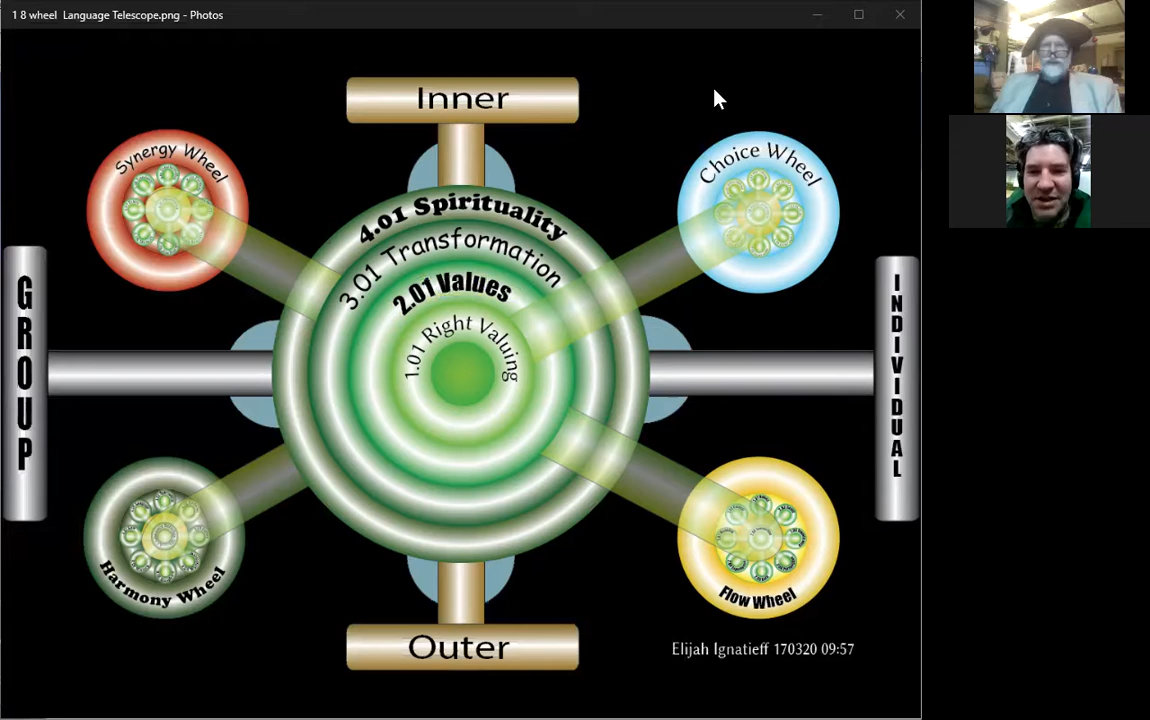 1 8 wheel  Language Telescope.png - Photos
Inner
Synergy Wheel
Choice Wheel
4.01 Spirituality
3.01 Transformation
2.01 Values
1.01 Right Valuing
GROUP
INDIVIDUAL
Harmony Wheel
Flow Wheel
Outer
Elijah Ignatieff 170320 09:57